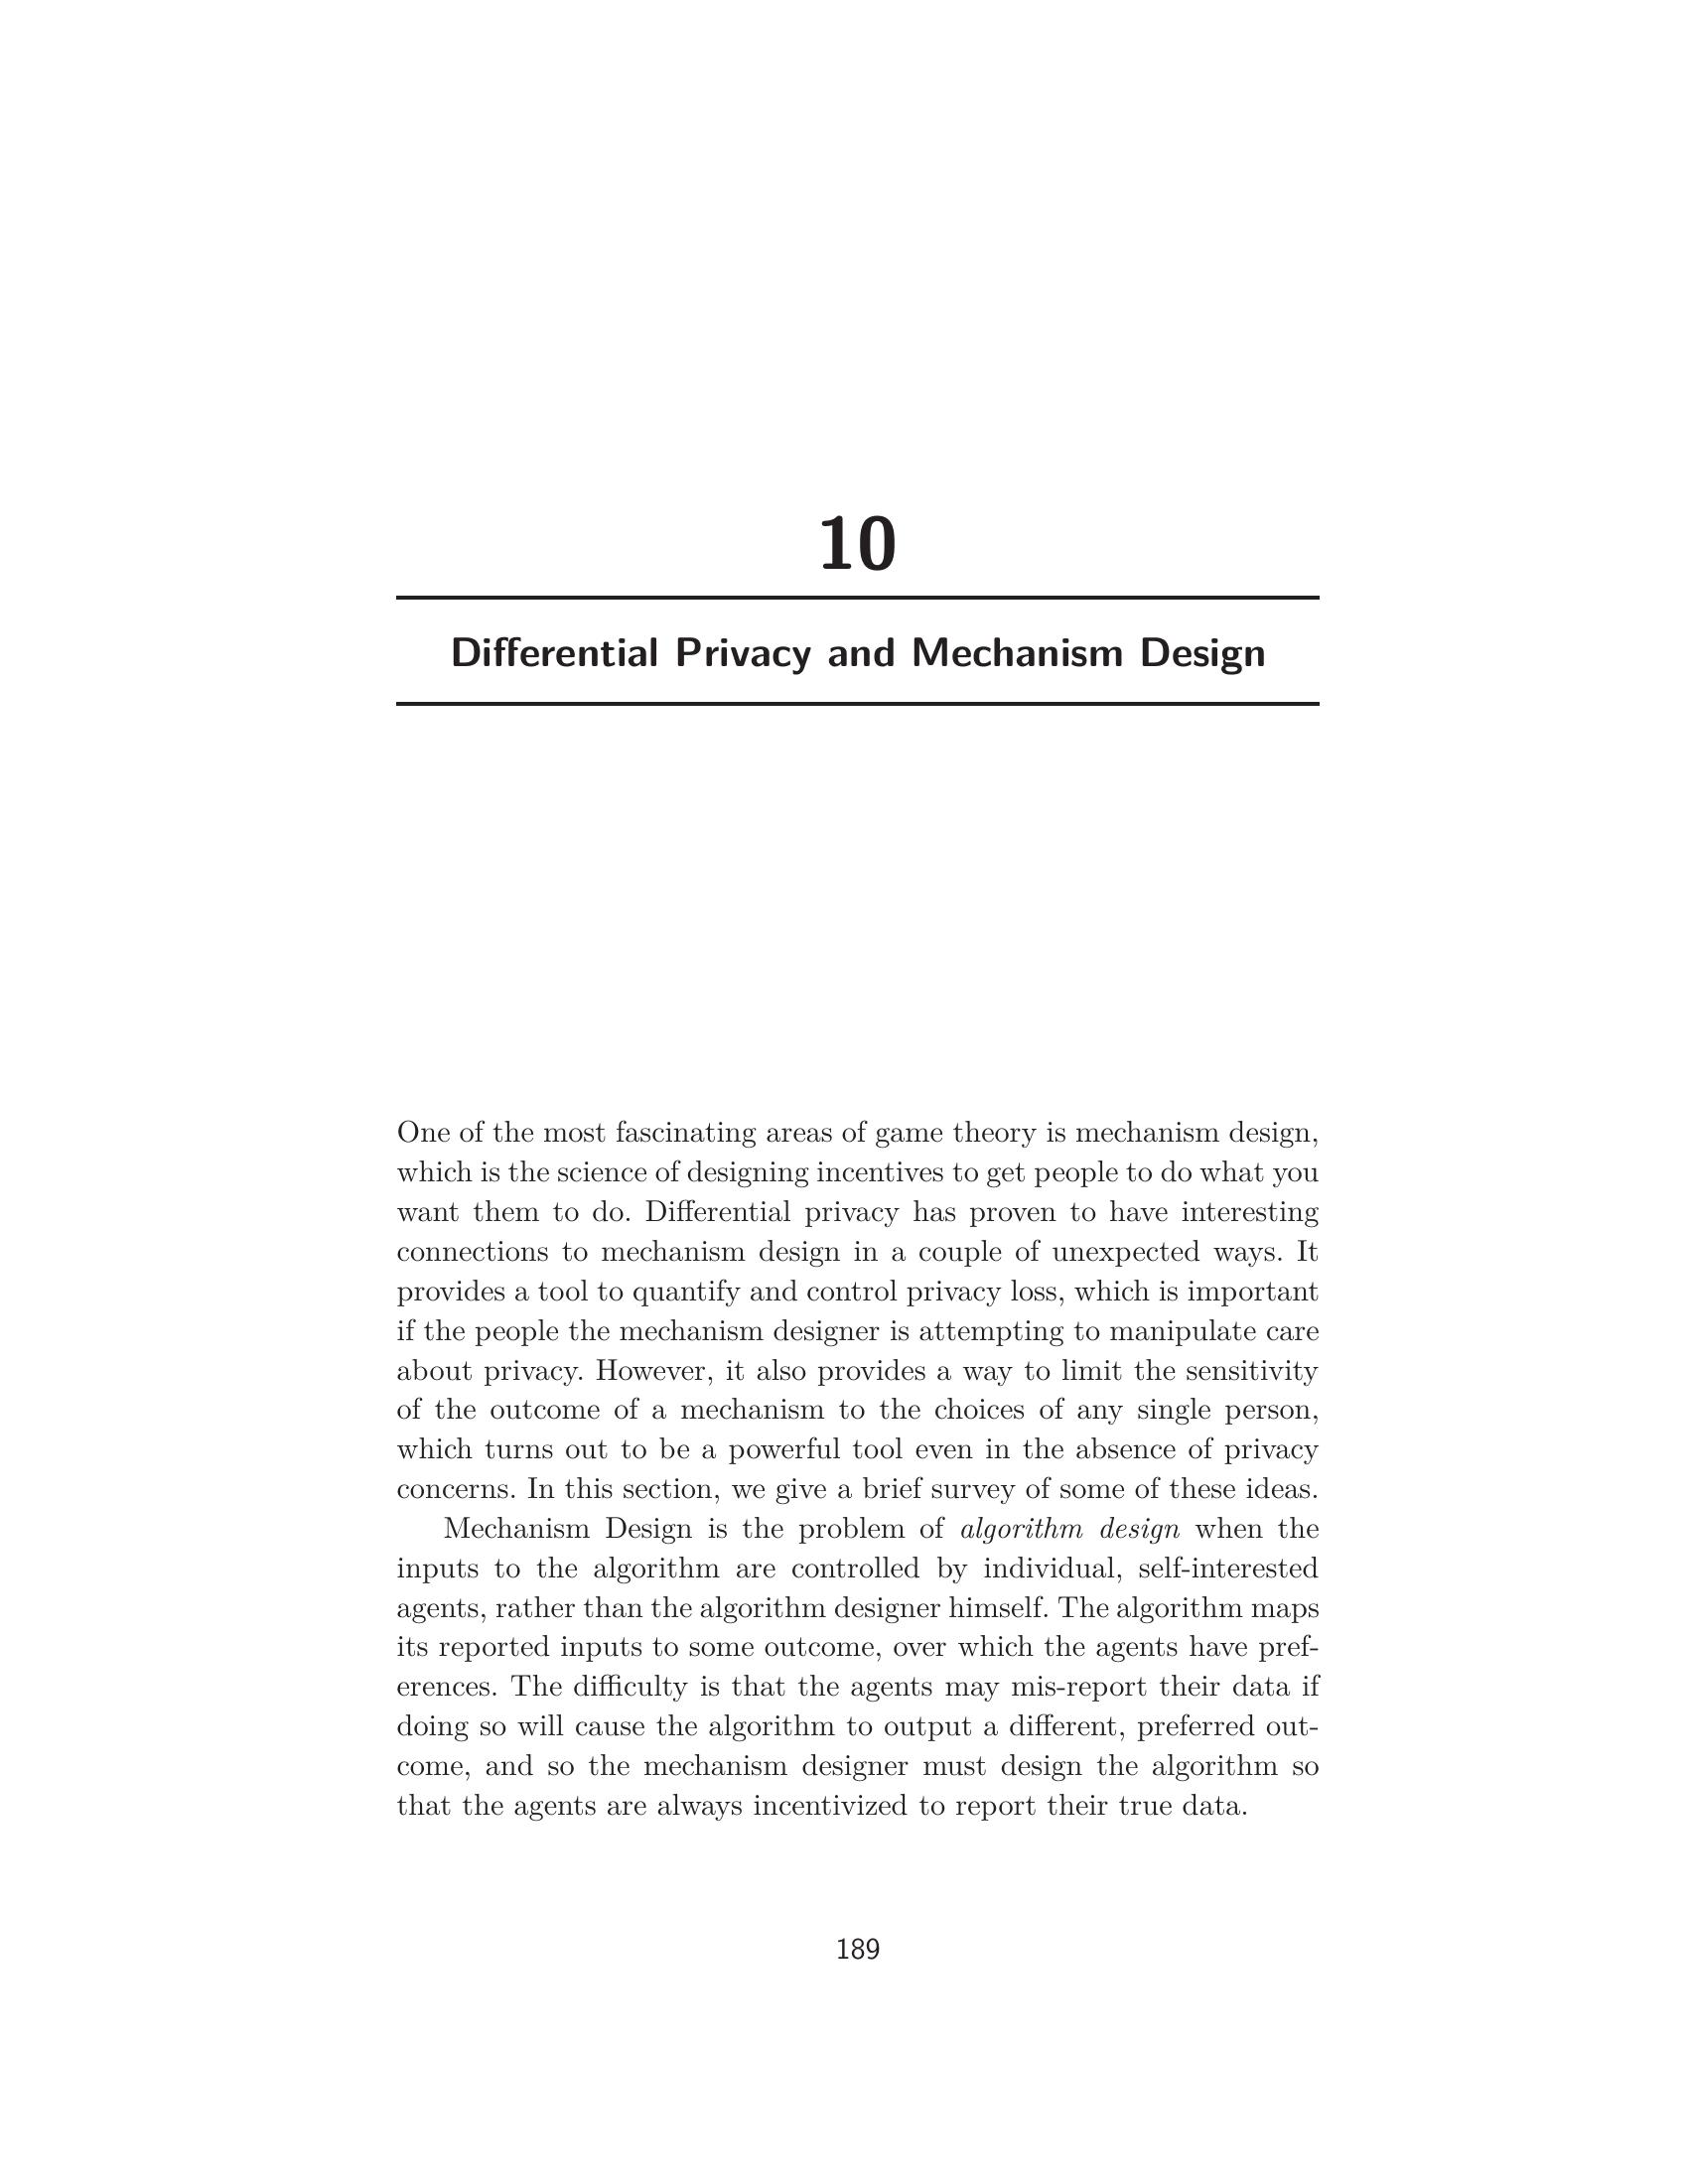 10
Differential Privacy and Mechanism Design
One of the most fascinating areas of game theory is mechanism design,
which is the science of designing incentives to get people to do what you
want them to do. Differential privacy has proven to have interesting
connections to mechanism design in a couple of unexpected ways. It
provides a tool to quantify and control privacy loss, which is important
if the people the mechanism designer is attempting to manipulate care
about privacy. However, it also provides a way to limit the sensitivity
of the outcome of a mechanism to the choices of any single person,
which turns out to be a powerful tool even in the absence of privacy
concerns. In this section, we give a brief survey of some of these ideas.
Mechanism Design is the problem of algorithm design when the
inputs to the algorithm are controlled by individual, self-interested
agents, rather than the algorithm designer himself. The algorithm maps
its reported inputs to some outcome, over which the agents have pref-
erences. The difficulty is that the agents may mis-report their data if
doing so will cause the algorithm to output a different, preferred out-
come, and so the mechanism designer must design the algorithm so
that the agents are always incentivized to report their true data.
189